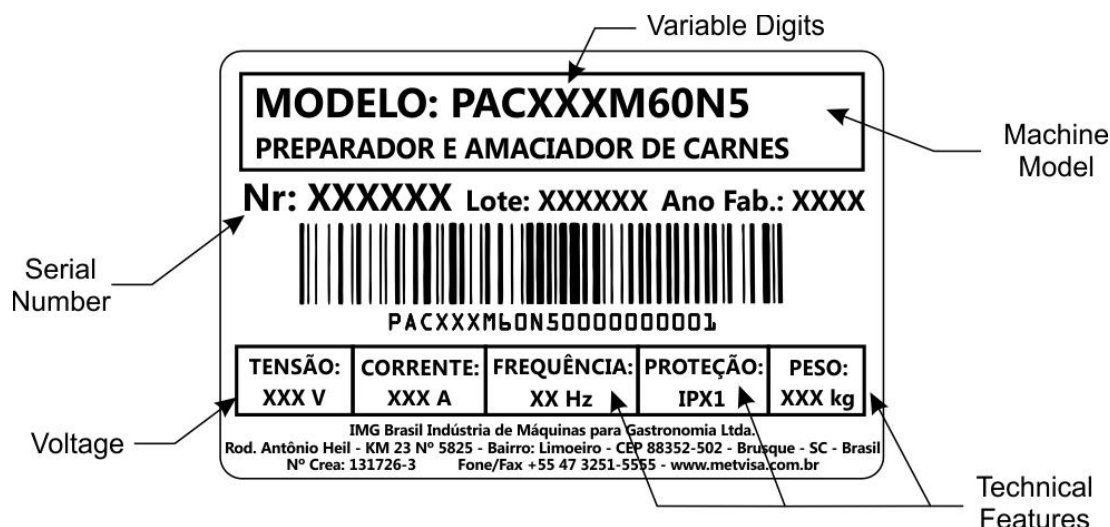 Variable Digits
MODELO: PACXXXM60N5
PREPARADOR E AMACIADOR DE CARNES
Machine
Model
Nr: XXXXXX Lote: XXXXXX Ano Fab.: XXXX
Serial
Number
PACXXXM60N50000000001
TENSÃO: CORRENTE: FREQUÊNCIA: PROTEÇÃO: PESO:
XXX V XXX A XX Hz IPX1 XXX kg
Voltage
IMG Brasil Indústria de Máquinas para Gastronomia Ltda.
Rod. Antônio Heil - KM 23 Nº 5825 - Bairro: Limoeiro - CEP 88352-502 - Brusque - SC - Brasil
Nº Crea: 131726-3 Fone/Fax +55 47 3251-5555 - www.metvisa.com.br
Technical
Features